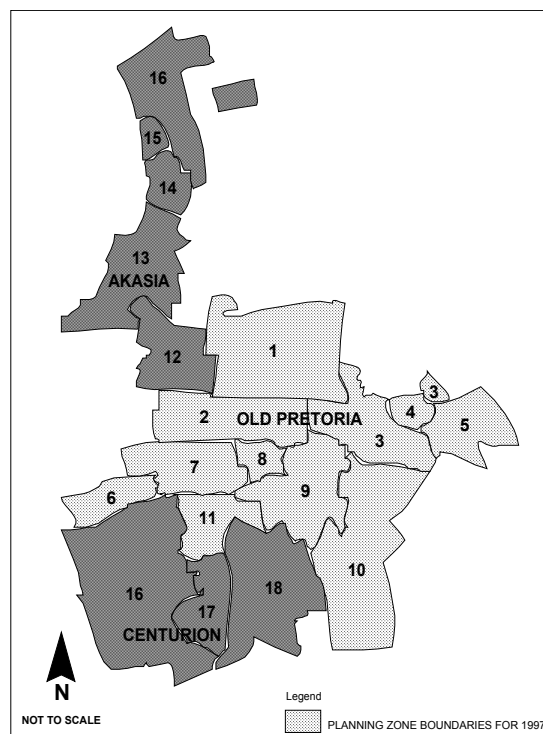 16
15
14
13
AKASIA
12
1
2
OLD PRETORIA
3
3
4
5
6
7
8
9
10
11
16
17
18
CENTURION
N
NOT TO SCALE
Legend
PLANNING ZONE BOUNDARIES FOR 1997